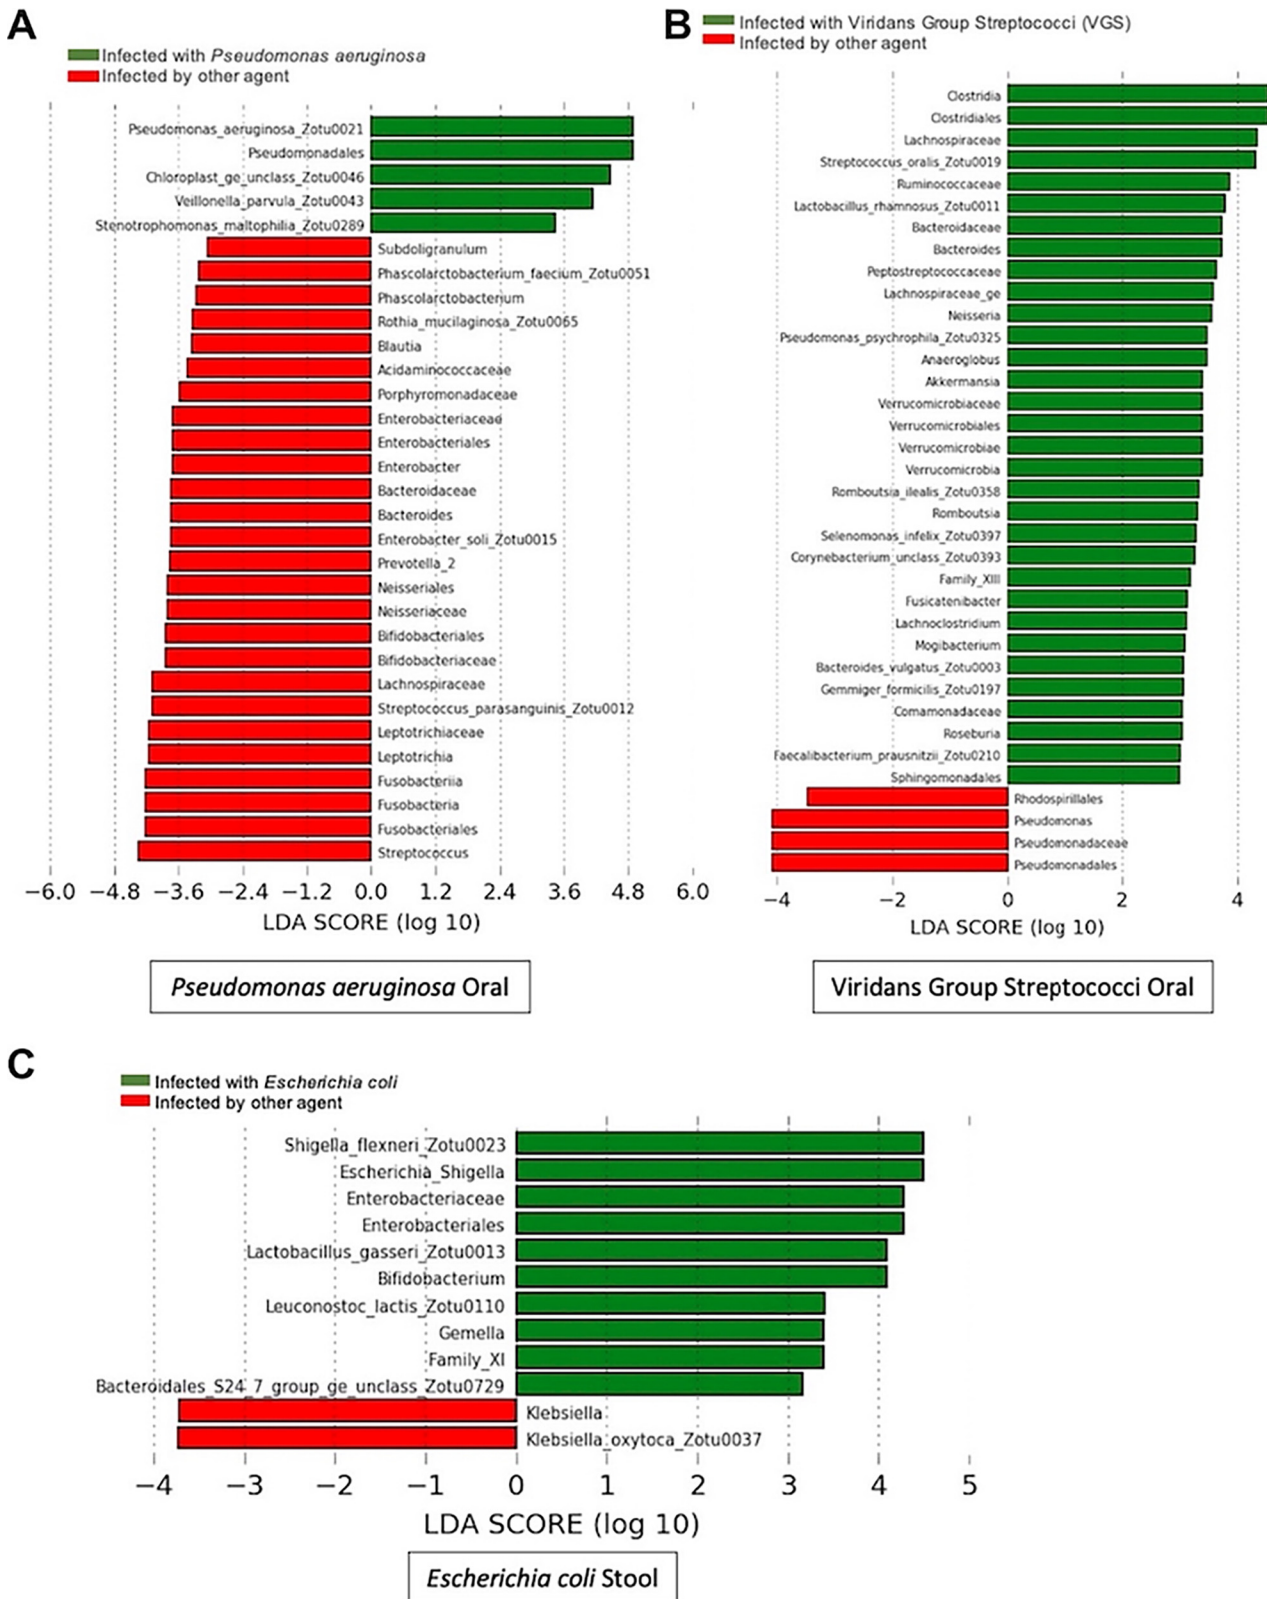 A
Infected with Pseudomonas aeruginosa
Infected by other agent
Pseudomonas_aeruginosa_Zotu0021
Pseudomonadales
Chloroplast_ge_unclass_Zotu0046
Veillonella_parvula_Zotu0043
Stenotrophomonas_maltophilia_Zotu0289
Subdoligranulum
Phascolarctobacterium_faecium_Zotu0051
Phascolarctobacterium
Rothia_mucilaginosa_Zotu0065
Blautia
Acidaminococcaceae
Porphyromonadaceae
Enterobacteriaceae
Enterobacteriales
Enterobacter
Bacteroidaceae
Bacteroides
Enterobacter_soli_Zotu0015
Prevotella_2
Neisseriales
Neisseriaceae
Bifidobacteriales
Bifidobacteriaceae
Lachnospiraceae
Streptococcus_parasanguinis_Zotu0012
Leptotrichiaceae
Leptotrichia
Fusobacteriia
Fusobacteria
Fusobacteriales
Streptococcus
−6.0 −4.8 −3.6 −2.4 −1.2 0.0 1.2 2.4 3.6 4.8 6.0
LDA SCORE (log 10)
Pseudomonas aeruginosa Oral
B
Infected with Viridans Group Streptococci (VGS)
Infected by other agent
Clostridia
Clostridiales
Lachnospiraceae
Streptococcus_oralis_Zotu0019
Ruminococcaceae
Lactobacillus_rhamnosus_Zotu0011
Bacteroidaceae
Bacteroides
Peptostreptococcaceae
Lachnospiraceae_ge
Neisseria
Pseudomonas_psychrophila_Zotu0325
Anaeroglobus
Akkermansia
Verrucomicrobiaceae
Verrucomicrobiales
Verrucomicrobiae
Verrucomicrobia
Romboutsia_ilealis_Zotu0358
Romboutsia
Selenomonas_infelix_Zotu0397
Corynebacterium_unclass_Zotu0393
Family_XIII
Fusicatenibacter
Lachnoclostridium
Mogibacterium
Bacteroides_vulgatus_Zotu0003
Gemmiger_formicilis_Zotu0197
Comamonadaceae
Roseburia
Faecalibacterium_prausnitzii_Zotu0210
Sphingomonadales
Rhodospirillales
Pseudomonas
Pseudomonadaceae
Pseudomonadales
−4 −2 0 2 4
LDA SCORE (log 10)
Viridans Group Streptococci Oral
C
Infected with Escherichia coli
Infected by other agent
Shigella_flexneri_Zotu0023
Escherichia_Shigella
Enterobacteriaceae
Enterobacteriales
Lactobacillus_gasseri_Zotu0013
Bifidobacterium
Leuconostoc_lactis_Zotu0110
Gemella
Family_XI
Bacteroidales_S24_7_group_ge_unclass_Zotu0729
Klebsiella
Klebsiella_oxytoca_Zotu0037
−4 −3 −2 −1 0 1 2 3 4 5
LDA SCORE (log 10)
Escherichia coli Stool